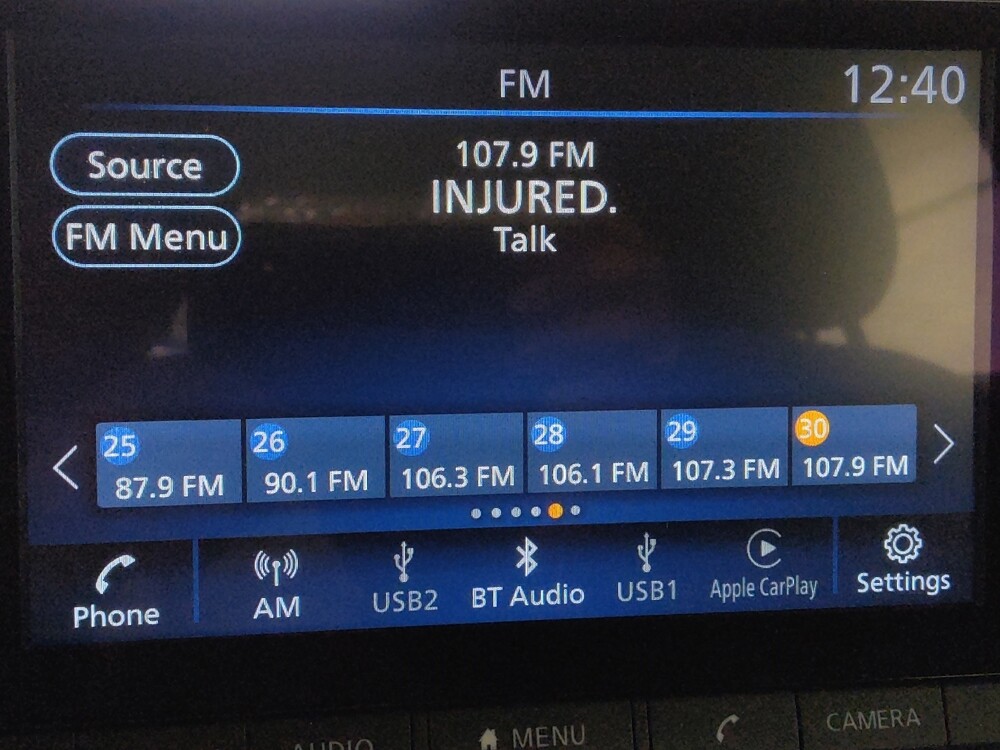 FM
12:40
Source
FM Menu
107.9 FM
INJURED.
Talk
25
87.9 FM
26
90.1 FM
27
106.3 FM
28
106.1 FM
29
107.3 FM
30
107.9 FM
Phone
AM
USB2
BT Audio
USB1
Apple CarPlay
Settings
AUDIO
MENU
CAMERA